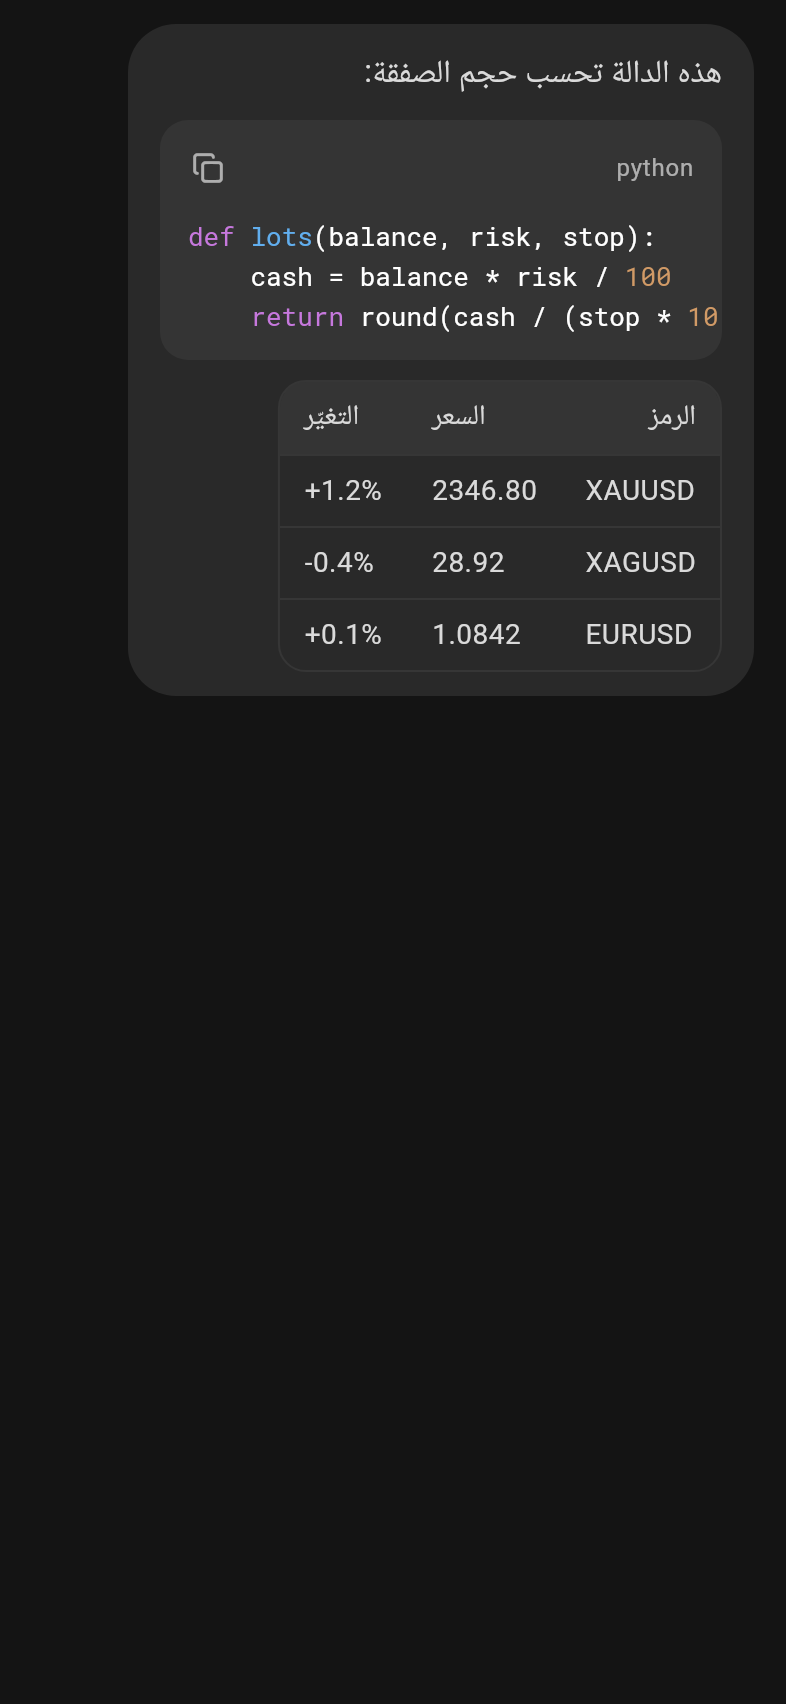 هذه الدالة تحسب حجم الصفقة:
python
def lots(balance, risk, stop):
    cash = balance * risk / 100
    return round(cash / (stop * 10
الرمز السعر التغيّر
XAUUSD 2346.80 +1.2%
XAGUSD 28.92 -0.4%
EURUSD 1.0842 +0.1%